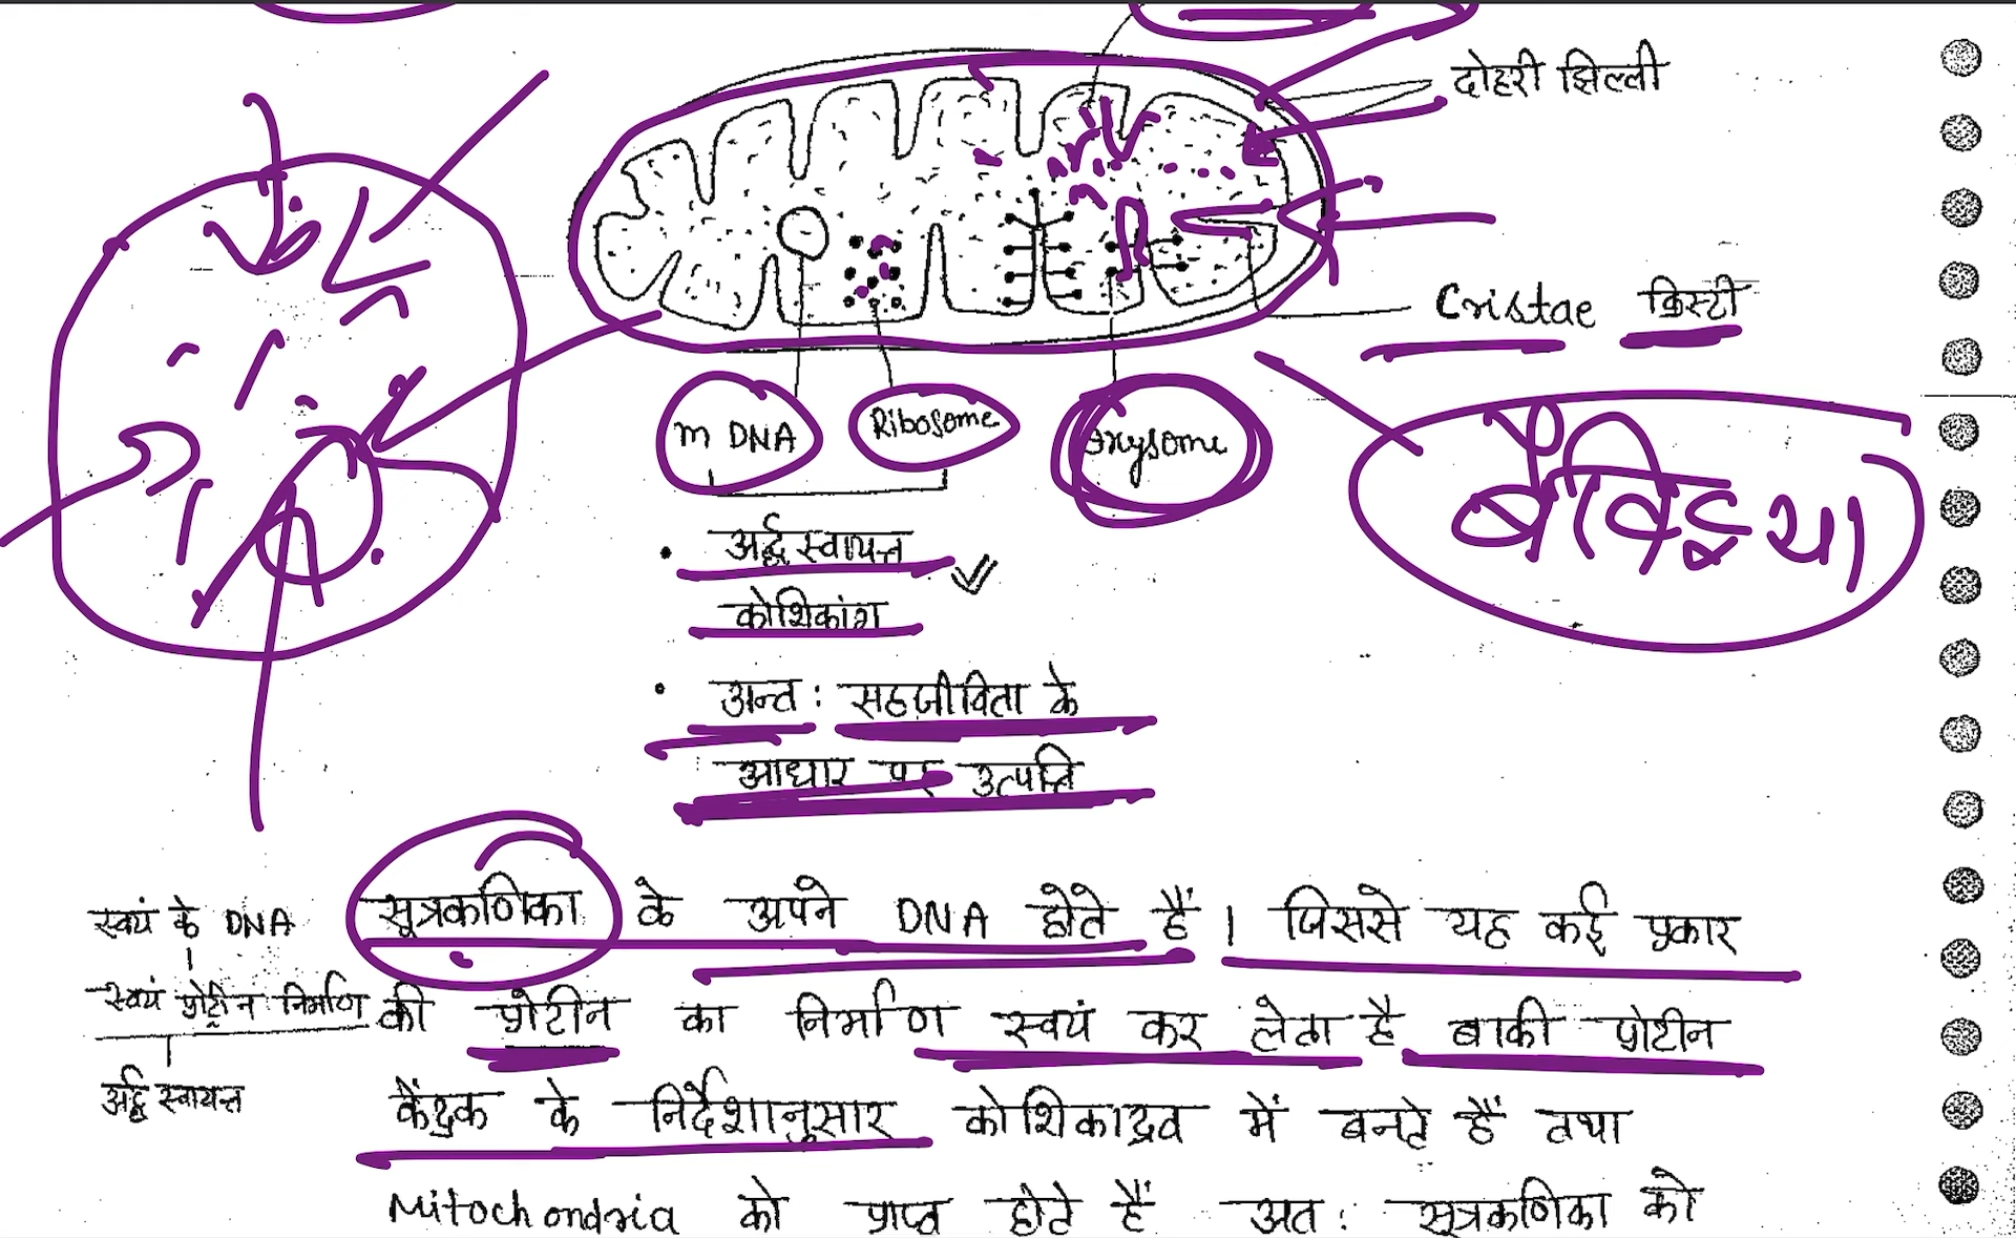 दोहरी झिल्ली
Cristae क्रिस्टी
m DNA
Ribosome
Oxysome
• अर्द्ध स्वायत्त
कोशिकांग
• अन्त: सहजीविता के
आधार पर उत्पत्ति
स्वयं के DNA
स्वयं प्रोटीन निर्माण
अर्द्ध स्वायत्त
सूत्रकणिका के अपने DNA होते हैं। जिससे यह कई प्रकार
की प्रोटीन का निर्माण स्वयं कर लेता है बाकी प्रोटीन
केंद्रक के निर्देशानुसार कोशिकाद्रव में बनते हैं तथा
Mitochondria को प्राप्त होते हैं अत: सूत्रकणिका को